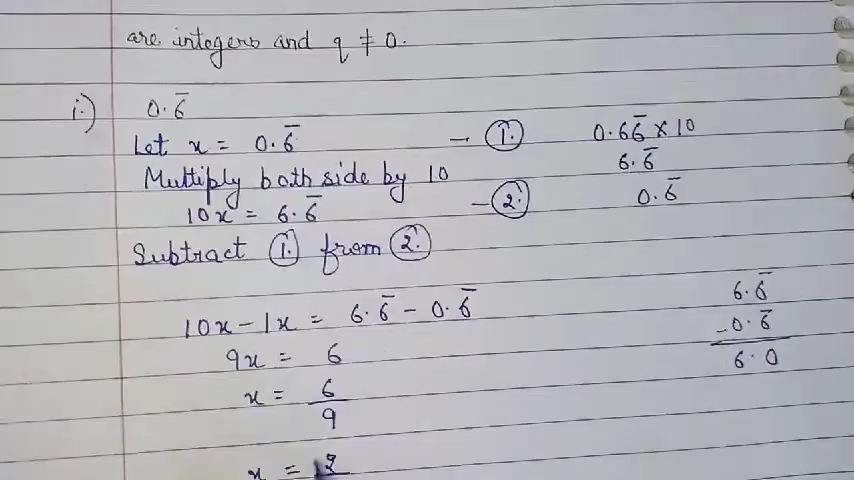 are integers and q ≠ 0.
i.) 0.6̅
Let x = 0.6̅ — ①. 0.66̅ × 10
Multiply both side by 10 6.6̅
10x = 6.6̅ — ②. 0.6̅
Subtract ①. from ②.
10x - 1x = 6.6̅ - 0.6̅
9x = 6
x = 6/9
x = 2
6.6̅
-0.6̅
6.0